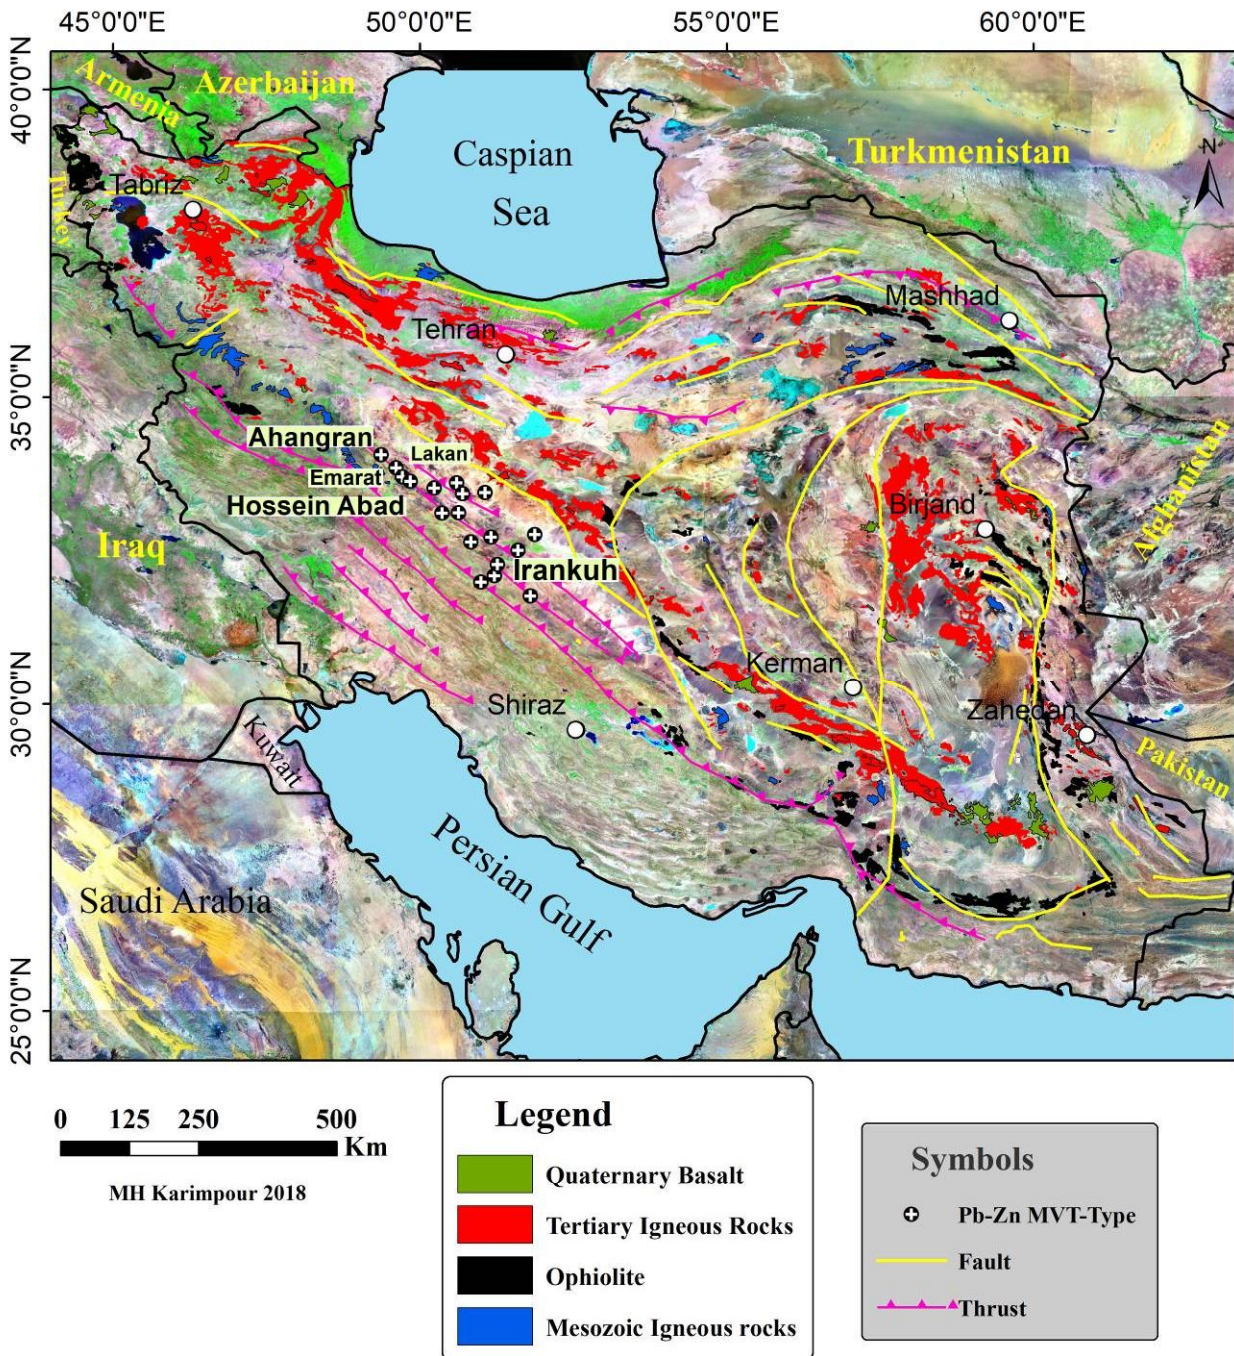 45°0'0"E
50°0'0"E
55°0'0"E
60°0'0"E
40°0'0"N
35°0'0"N
30°0'0"N
25°0'0"N
Armenia
Azerbaijan
Caspian
Sea
Turkmenistan
N
Turkey
Tabriz
Tehran
Mashhad
Ahangran
Lakan
Emarat
Hossein Abad
Iraq
Irankuh
Birjand
Afghanistan
Kerman
Shiraz
Zahedan
Kuwait
Pakistan
Persian Gulf
Saudi Arabia
0 125 250 500
Km
MH Karimpour 2018
Legend
Quaternary Basalt
Tertiary Igneous Rocks
Ophiolite
Mesozoic Igneous rocks
Symbols
Pb-Zn MVT-Type
Fault
Thrust